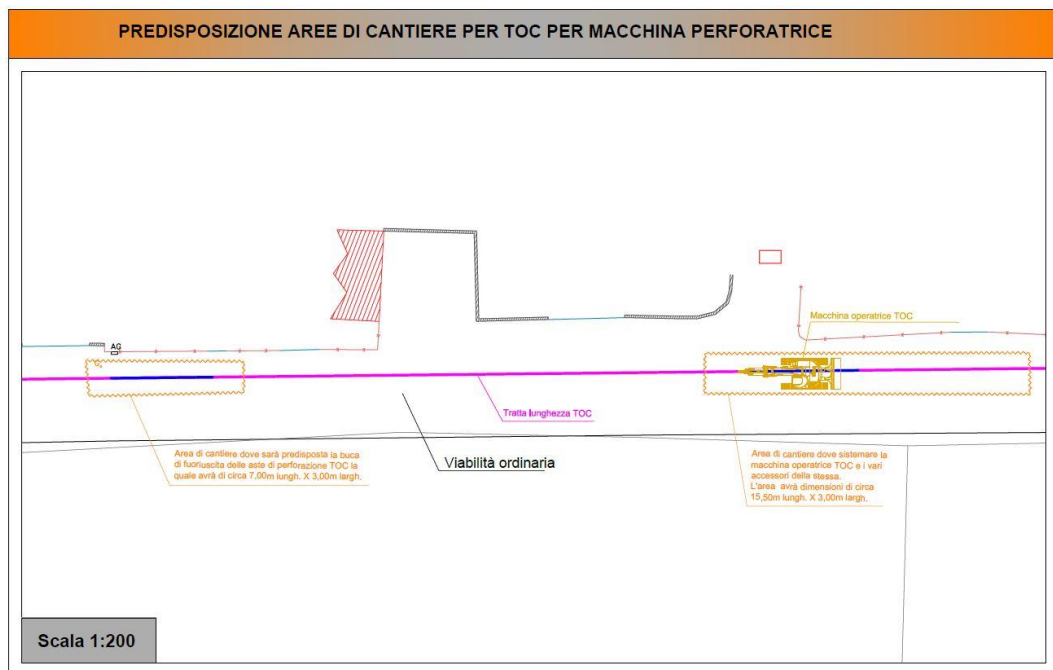 PREDISPOSIZIONE AREE DI CANTIERE PER TOC PER MACCHINA PERFORATRICE
Macchina operatrice TOC
AG
Tratta lunghezza TOC
Area di cantiere dove sarà predisposta la buca
di fuoriuscita delle aste di perforazione TOC la
quale avrà di circa 7,00m lungh. X 3,00m largh.
Viabilità ordinaria
Area di cantiere dove sistemare la
macchina operatrice TOC e i vari
accessori della stessa.
L'area avrà dimensioni di circa
15,50m lungh. X 3,00m largh.
Scala 1:200